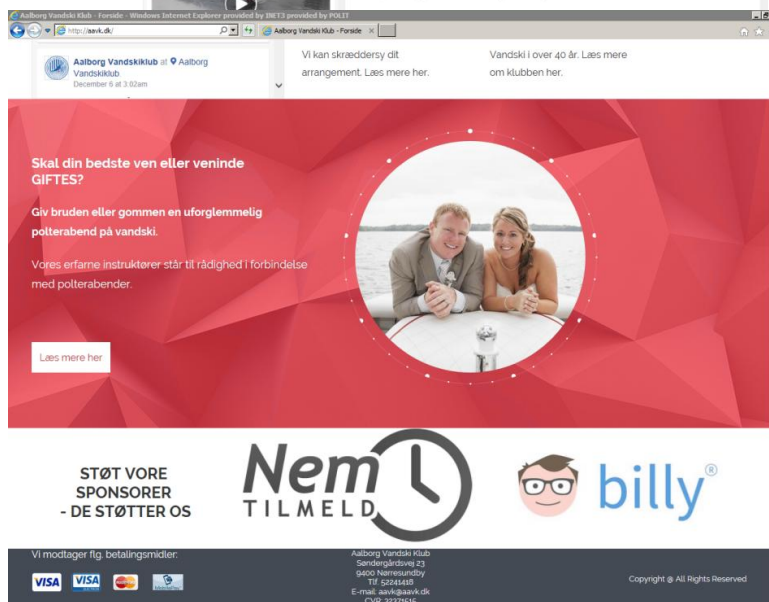 Aalborg Vandski Klub - Forside - Windows Internet Explorer provided by INET3 provided by POLIT
http://aavk.dk/
Aalborg Vandski Klub - Forside
Aalborg Vandskiklub at Aalborg
Vandskiklub.
December 6 at 3:02am
Vi kan skræddersy dit
arrangement. Læs mere her.
Vandski i over 40 år. Læs mere
om klubben her.
Skal din bedste ven eller veninde
GIFTES?
Giv bruden eller gommen en uforglemmelig
polterabend på vandski.
Vores erfarne instruktører står til rådighed i forbindelse
med polterabender.
Læs mere her
STØT VORE
SPONSORER
- DE STØTTER OS
Nem
TILMELD
billy®
Vi modtager flg. betalingsmidler:
VISA VISA MobilePay
Aalborg Vandski Klub
Søndergårdsvej 23
9400 Nørresundby
Tlf. 52241418
E-mail: aavk@aavk.dk
CVR: 32371515
Copyright @ All Rights Reserved